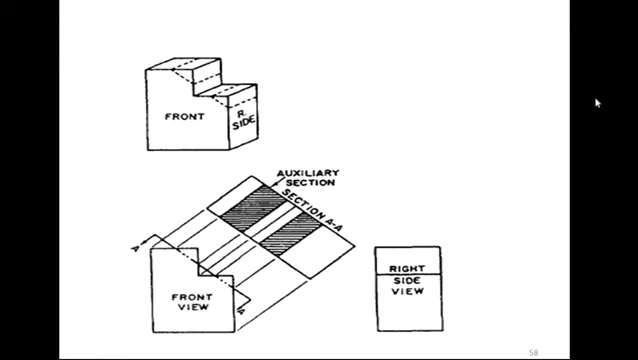 FRONT
R.
SIDE
AUXILIARY
SECTION
SECTION A-A
A
A
FRONT
VIEW
RIGHT
SIDE
VIEW
58